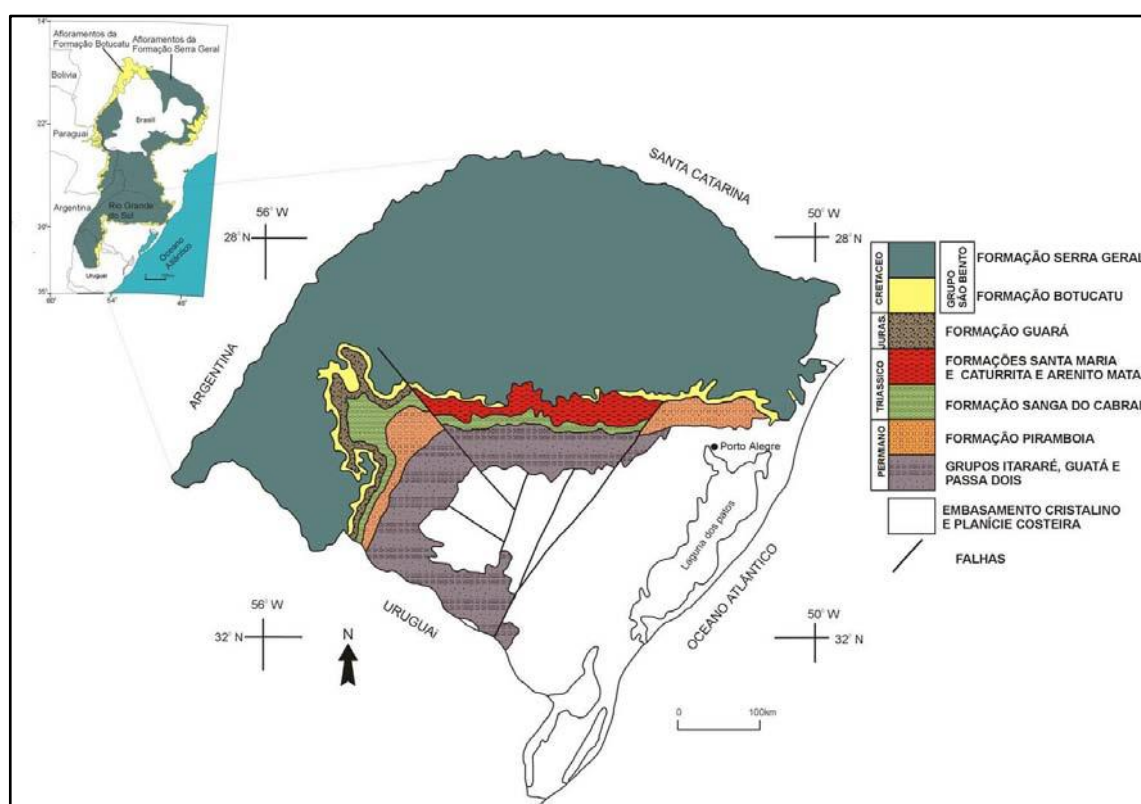 14°
Afloramentos da
Formação Botucatu
Afloramentos da
Formação Serra Geral
Bolivia
Brasil
22°
Paraguai
Argentina
Rio Grande
do Sul
Uruguai
Oceano
Atlântico
54°
SANTA CATARINA
56° W
28° N
50° W
28° N
ARGENTINA
Porto Alegre
Laguna dos patos
URUGUAi
OCEANO ATLÂNTICO
56° W
32° N
50° W
32° N
N
0 100km
CRETACEO
GRUPO
SÃO BENTO
FORMAÇÃO SERRA GERAL
FORMAÇÃO BOTUCATU
JURAS.
FORMAÇÃO GUARÁ
TRIASSICO
FORMAÇÕES SANTA MARIA
E CATURRITA E ARENITO MATA
FORMAÇÃO SANGA DO CABRAL
PERMIANO
FORMAÇÃO PIRAMBOIA
GRUPOS ITARARÉ, GUATÁ E
PASSA DOIS
EMBASAMENTO CRISTALINO
E PLANÍCIE COSTEIRA
FALHAS